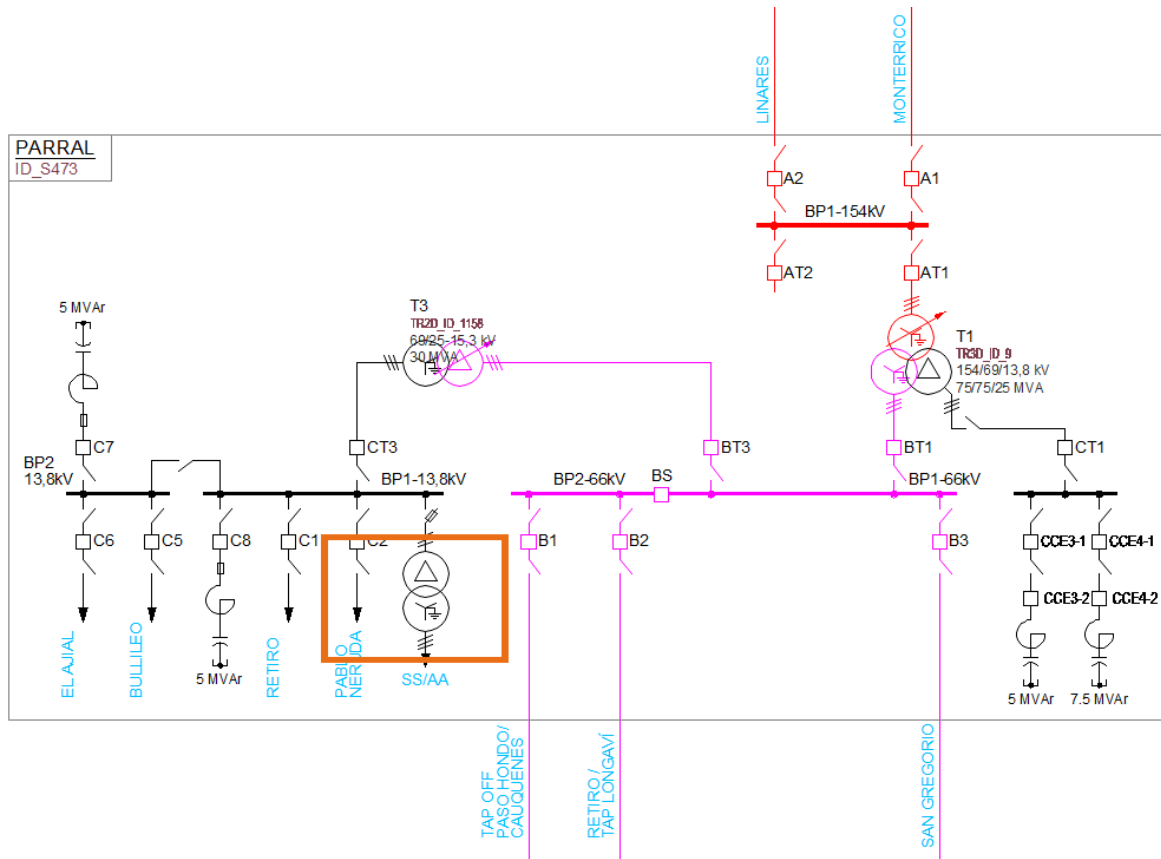 LINARES
MONTERRICO
PARRAL
ID_S473
A2
A1
BP1-154kV
AT2
AT1
5 MVAr
T3
TR2D_ID_1158
69/25-15,3 kV
30 MVA
T1
TR3D_ID_9
154/69/13,8 kV
75/75/25 MVA
C7
CT3
BT3
BT1
CT1
BP2
13,8kV
BP1-13,8kV
BP2-66kV
BS
BP1-66kV
C6
C5
C8
C1
C2
B1
B2
B3
CCE3-1
CCE4-1
CCE3-2
CCE4-2
EL AJIAL
BULLILEO
5 MVAr
RETIRO
PABLO
NERUDA
SS/AA
5 MVAr
7.5 MVAr
TAP OFF
PASO HONDO/
CAUQUENES
RETIRO /
TAP LONGAVÍ
SAN GREGORIO